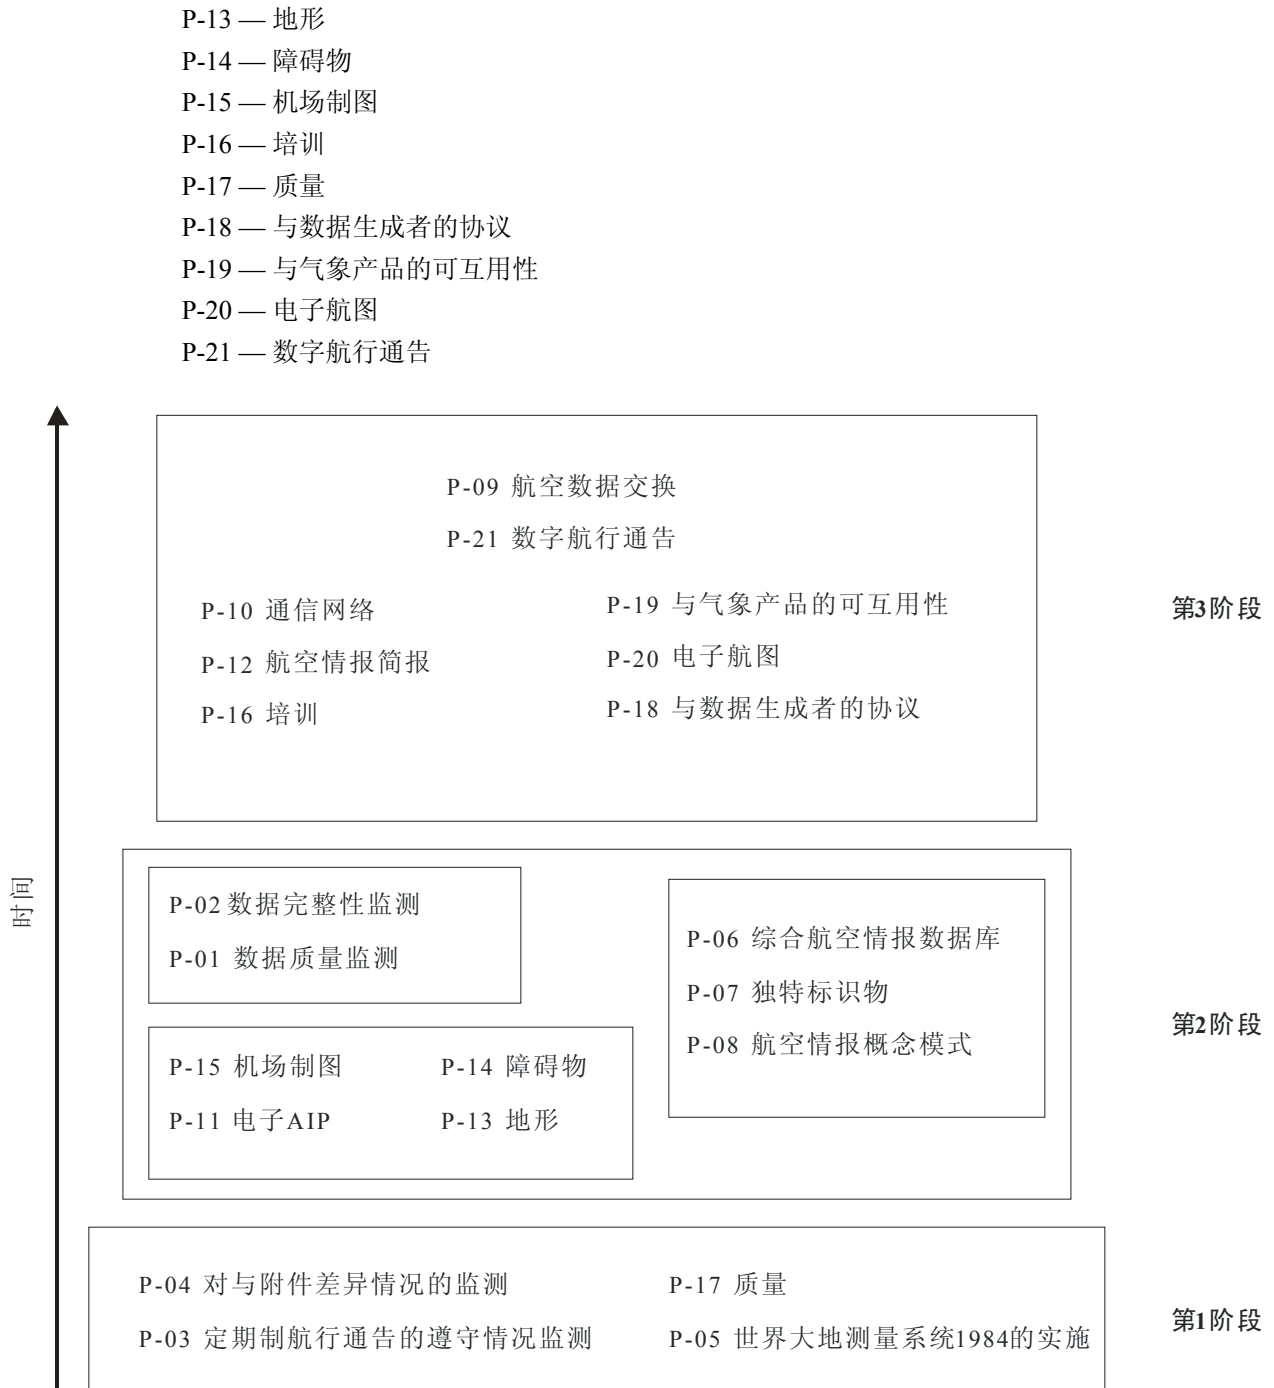 P-13 — 地形
P-14 — 障碍物
P-15 — 机场制图
P-16 — 培训
P-17 — 质量
P-18 — 与数据生成者的协议
P-19 — 与气象产品的可互用性
P-20 — 电子航图
P-21 — 数字航行通告
P-09 航空数据交换
P-21 数字航行通告
P-10 通信网络
P-12 航空情报简报
P-16 培训
P-19 与气象产品的可互用性
P-20 电子航图
P-18 与数据生成者的协议
第3阶段
时间
P-02 数据完整性监测
P-01 数据质量监测
P-15 机场制图
P-14 障碍物
P-11 电子AIP
P-13 地形
P-06 综合航空情报数据库
P-07 独特标识物
P-08 航空情报概念模式
第2阶段
P-04 对与附件差异情况的监测
P-17 质量
P-03 定期制航行通告的遵守情况监测
P-05 世界大地测量系统1984的实施
第1阶段